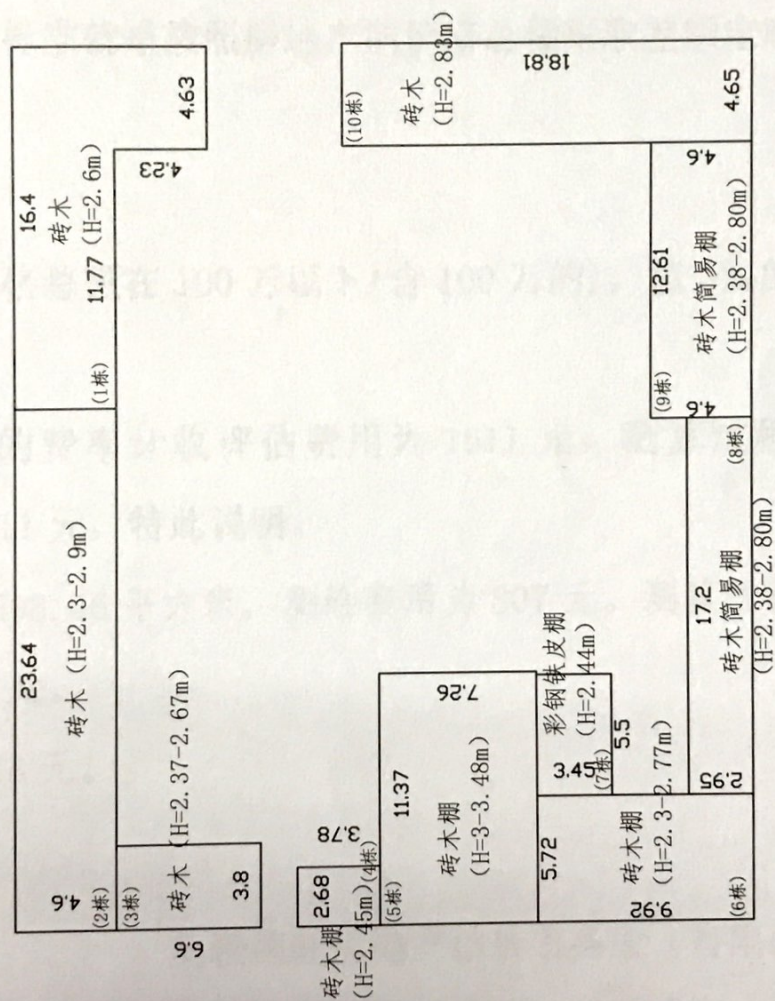 23.64
砖木 (H=2.3-2.9m)
4.6
(2栋)
16.4
砖木
11.77 (H=2.6m)
(1栋)
4.23
4.63
(3栋)
砖木 (H=2.37-2.67m)
6.6
3.8
2.68
3.78
砖木棚
(H=2.45m)
(4栋)
(5栋)
11.37
7.26
砖木棚
(H=3-3.48m)
5.72
砖木棚
(H=2.3-2.77m)
9.92
(6栋)
彩钢铁皮棚
(H=2.44m)
3.45
(7栋)
5.5
17.2
2.95
砖木简易棚
(8栋)
(H=2.38-2.80m)
(9栋)
12.61
4.6
4.6
砖木简易棚
(H=2.38-2.80m)
(10栋)
砖木
(H=2.83m)
18.81
4.65